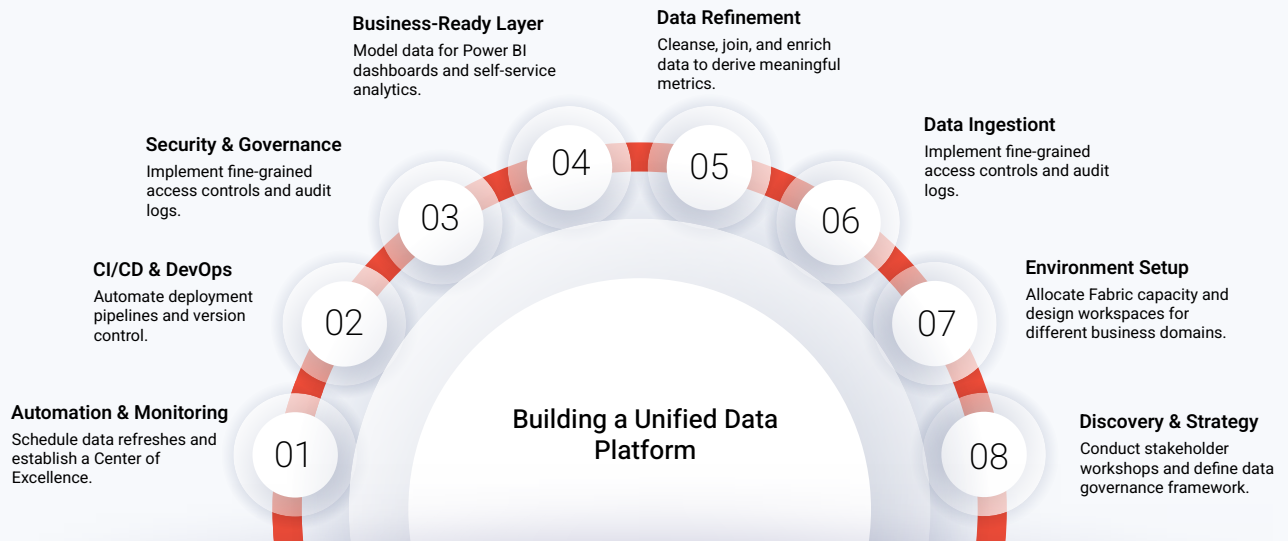 Business-Ready Layer
Model data for Power BI
dashboards and self-service
analytics.
Data Refinement
Cleanse, join, and enrich
data to derive meaningful
metrics.
Security & Governance
Implement fine-grained
access controls and audit
logs.
Data Ingestiont
Implement fine-grained
access controls and audit
logs.
04
05
03
06
CI/CD & DevOps
Automate deployment
pipelines and version
control.
02
07
Environment Setup
Allocate Fabric capacity and
design workspaces for
different business domains.
Automation & Monitoring
Schedule data refreshes and
establish a Center of
Excellence.
01
Building a Unified Data
Platform
08
Discovery & Strategy
Conduct stakeholder
workshops and define data
governance framework.